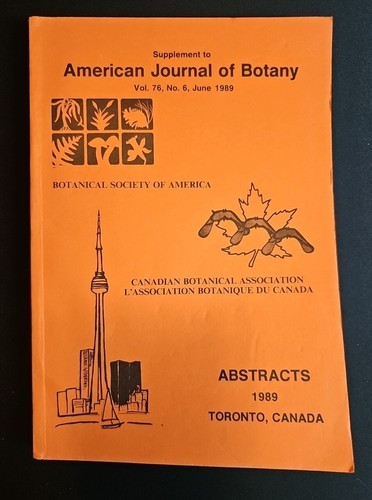 Supplement to
American Journal of Botany
Vol. 76, No. 6, June 1989
BOTANICAL SOCIETY OF AMERICA
CANADIAN BOTANICAL ASSOCIATION
L'ASSOCIATION BOTANIQUE DU CANADA
ABSTRACTS
1989
TORONTO, CANADA